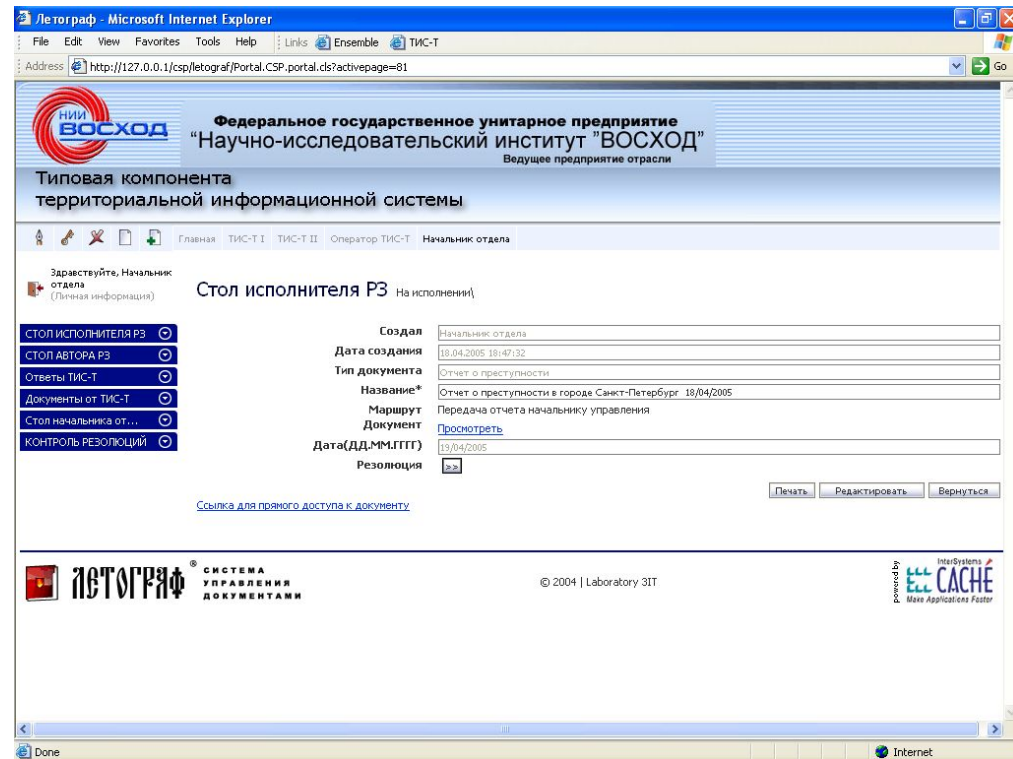 Летограф - Microsoft Internet Explorer
File Edit View Favorites Tools Help Links Ensemble ТИС-Т
Address http://127.0.0.1/csp/letograf/Portal.CSP.portal.cls?activepage=81 Go
НИИ
ВОСХОД
Федеральное государственное унитарное предприятие
“Научно-исследовательский институт ”ВОСХОД”
Ведущее предприятие отрасли
Типовая компонента
территориальной информационной системы
Главная ТИС-Т I ТИС-Т II Оператор ТИС-Т Начальник отдела
Здравствуйте, Начальник
отдела
(Личная информация)
Стол исполнителя РЗ На исполнении\
СТОЛ ИСПОЛНИТЕЛЯ РЗ
СТОЛ АВТОРА РЗ
Ответы ТИС-Т
Документы от ТИС-Т
Стол начальника от...
КОНТРОЛЬ РЕЗОЛЮЦИЙ
Создал Начальник отдела
Дата создания 18.04.2005 18:47:32
Тип документа Отчет о преступности
Название* Отчет о преступности в городе Санкт-Петербург 18/04/2005
Маршрут Передача отчета начальнику управления
Документ Просмотреть
Дата(ДД.ММ.ГГГГ) 19/04/2005
Резолюция >>
Печать Редактировать Вернуться
Ссылка для прямого доступа к документу
ЛЕТОГРАФ ®
СИСТЕМА
УПРАВЛЕНИЯ
ДОКУМЕНТАМИ
© 2004 | Laboratory 3IT
powered by
InterSystems
CACHÉ
Make Applications Faster
Done Internet